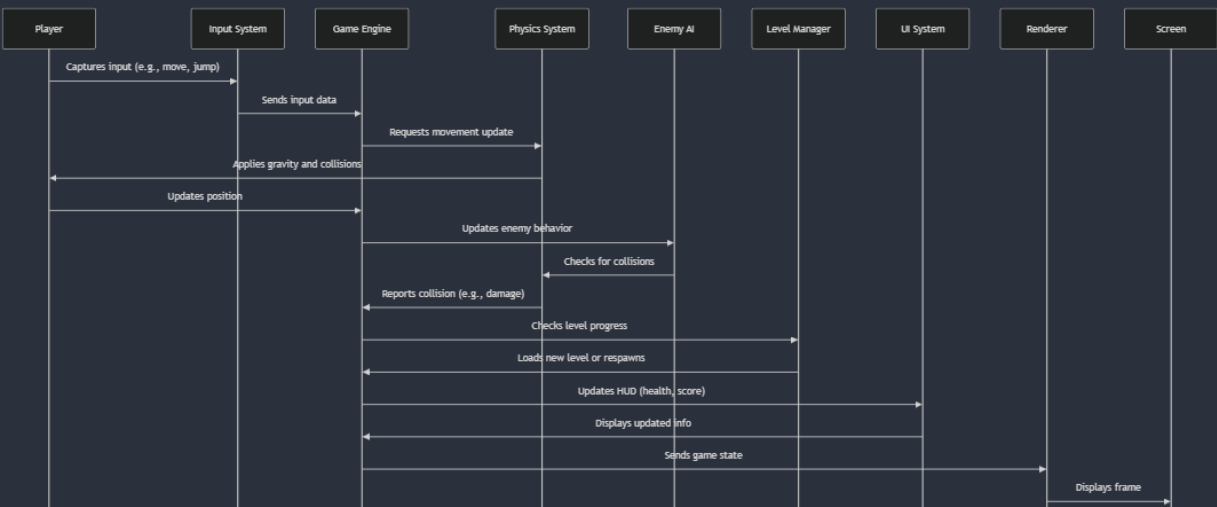 Player
Input System
Game Engine
Physics System
Enemy AI
Level Manager
UI System
Renderer
Screen
Captures input (e.g., move, jump)
Sends input data
Requests movement update
Applies gravity and collisions
Updates position
Updates enemy behavior
Checks for collisions
Reports collision (e.g., damage)
Checks level progress
Loads new level or respawns
Updates HUD (health, score)
Displays updated info
Sends game state
Displays frame